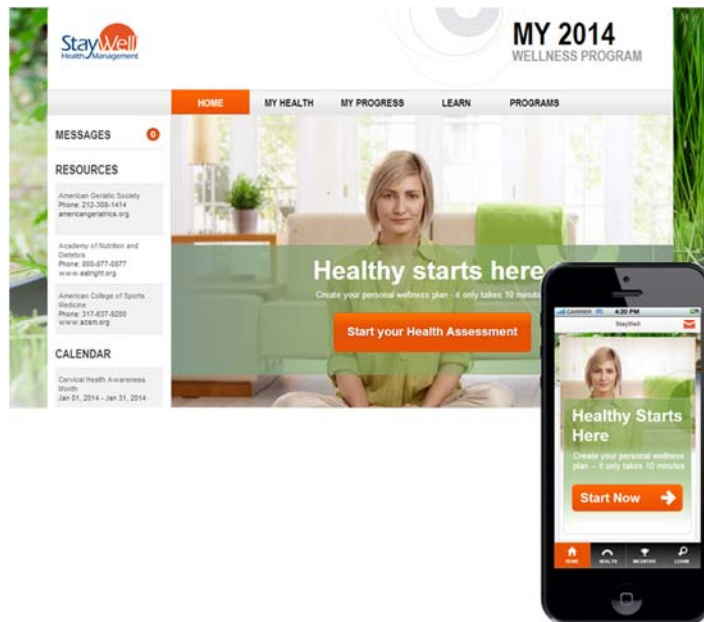 StayWell
Health Management
MY 2014
WELLNESS PROGRAM
HOME
MY HEALTH
MY PROGRESS
LEARN
PROGRAMS
MESSAGES
0
RESOURCES
American Geriatic Society
Phone: 212-308-1414
americangeriatrics.org
Academy of Nutrition and
Dietetics
Phone: 800-877-0877
www.eatright.org
American College of Sports
Medicine
Phone: 317-637-9200
www.acsm.org
CALENDAR
Cervical Health Awareness
Month
Jan 01, 2014 - Jan 31, 2014
Healthy starts here
Create your personal wellness plan - it only takes 10 minute
Start your Health Assessment
CARRIER
4:20 PM
StayWell
Healthy Starts
Here
Create your personal wellness
plan – it only takes 10 minutes
Start Now
HOME
HEALTH
INCENTIVE
LEARN